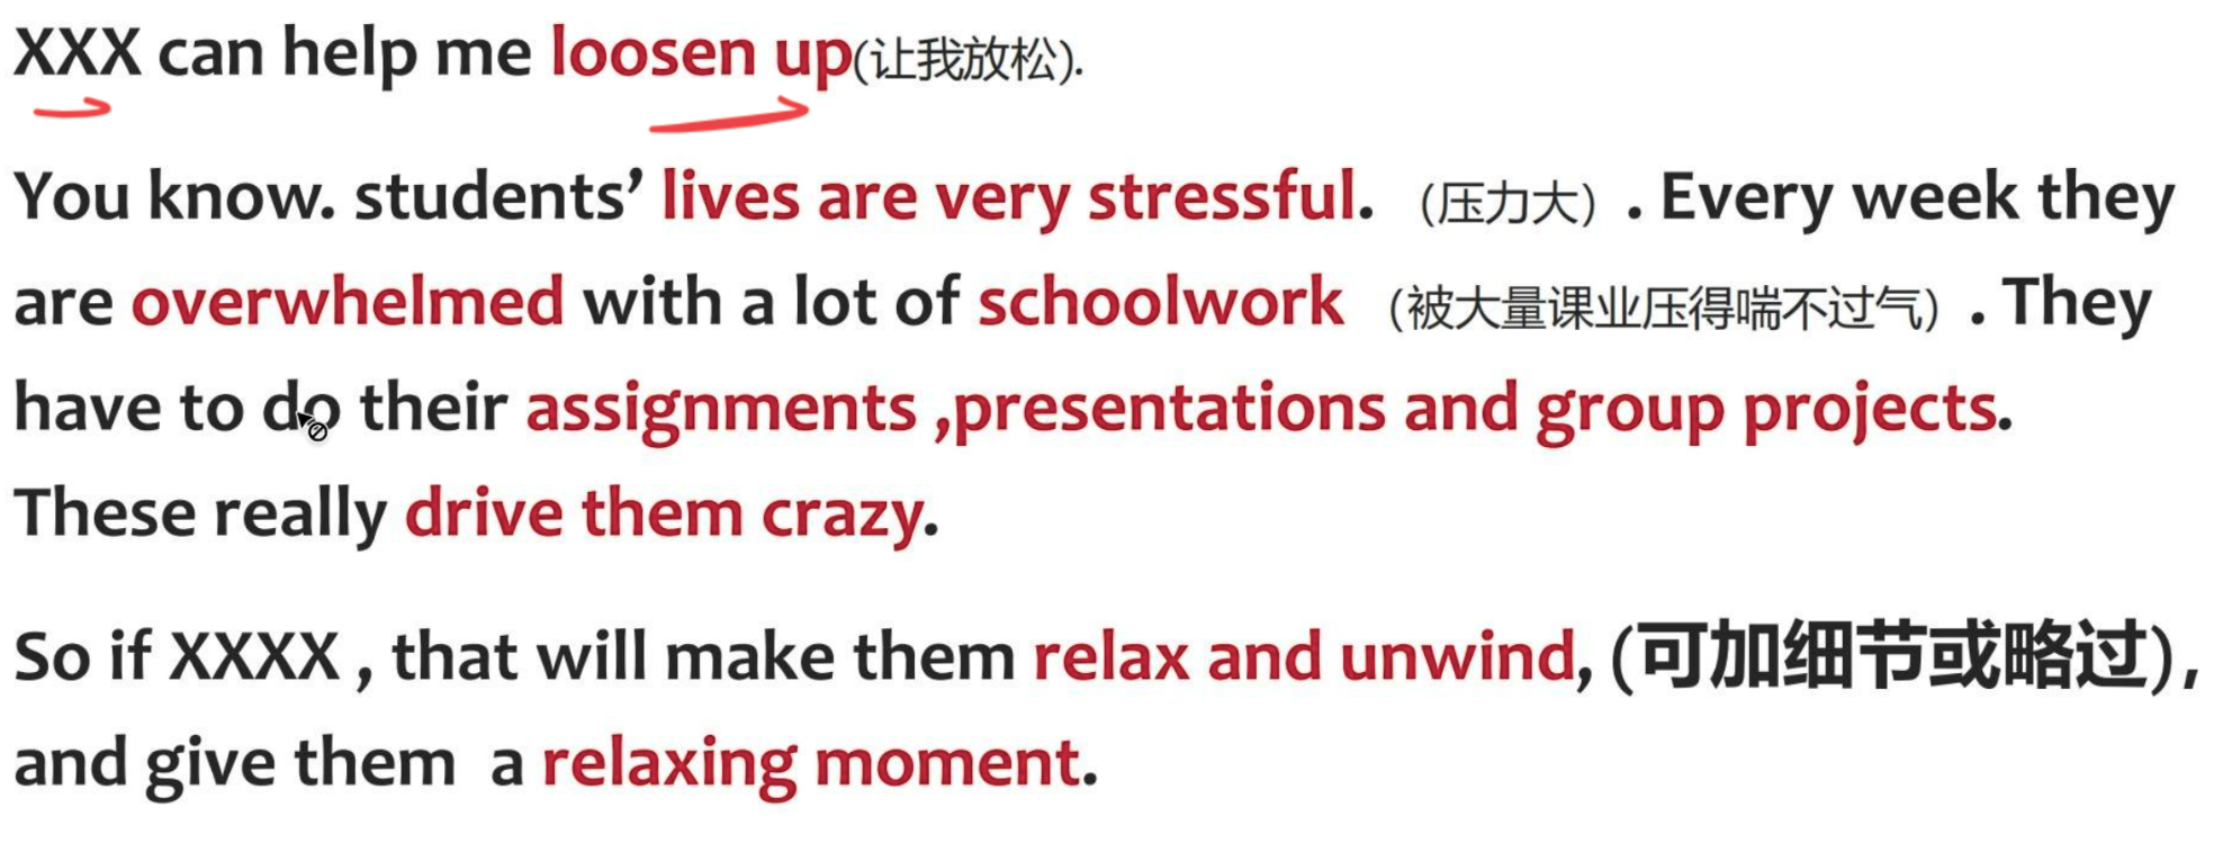 XXX can help me loosen up(让我放松).
You know. students’ lives are very stressful. （压力大）. Every week they
are overwhelmed with a lot of schoolwork （被大量课业压得喘不过气）. They
have to do their assignments ,presentations and group projects.
These really drive them crazy.
So if XXXX , that will make them relax and unwind, (可加细节或略过),
and give them a relaxing moment.